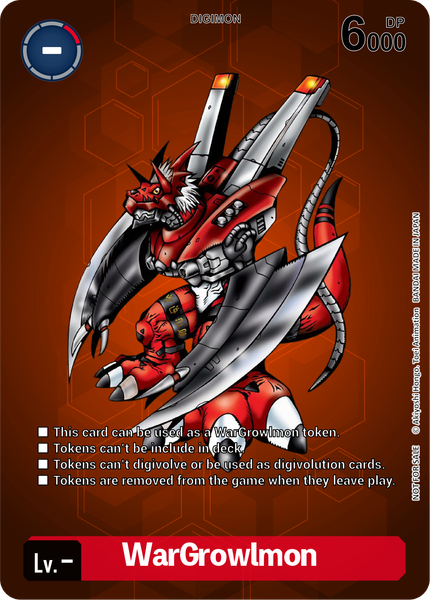 DIGIMON
-
DP
6000
■ This card can be used as a WarGrowlmon token.
■ Tokens can't be include in deck.
■ Tokens can't digivolve or be used as digivolution cards.
■ Tokens are removed from the game when they leave play.
NOT FOR SALE © Akiyoshi Hongo, Toei Animation BANDAI MADE IN JAPAN
Lv.-
WarGrowlmon